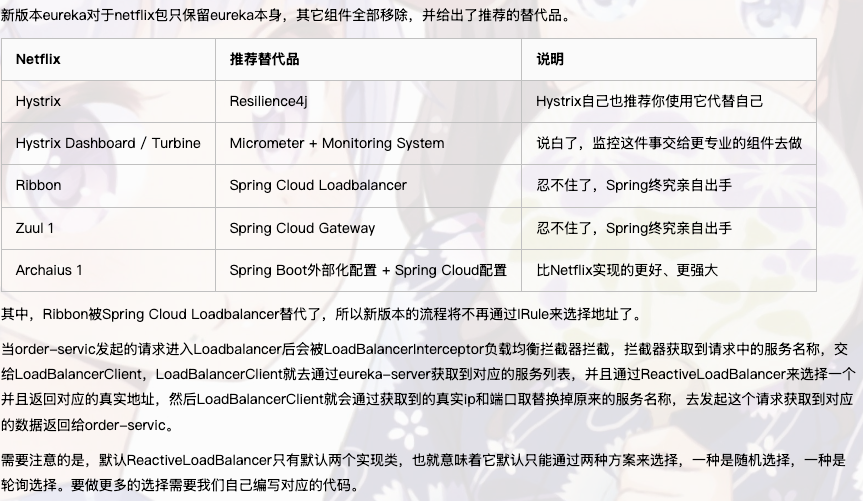 新版本eureka对于netflix包只保留eureka本身，其它组件全部移除，并给出了推荐的替代品。
Netflix 推荐替代品 说明
Hystrix Resilience4j Hystrix自己也推荐你使用它代替自己
Hystrix Dashboard / Turbine Micrometer + Monitoring System 说白了，监控这件事交给更专业的组件去做
Ribbon Spring Cloud Loadbalancer 忍不住了，Spring终究亲自出手
Zuul 1 Spring Cloud Gateway 忍不住了，Spring终究亲自出手
Archaius 1 Spring Boot外部化配置 + Spring Cloud配置 比Netflix实现的更好、更强大
其中，Ribbon被Spring Cloud Loadbalancer替代了，所以新版本的流程将不再通过IRule来选择地址了。
当order-servic发起的请求进入Loadbalancer后会被LoadBalancerInterceptor负载均衡拦截器拦截，拦截器获取到请求中的服务名称，交
给LoadBalancerClient，LoadBalancerClient就去通过eureka-server获取到对应的服务列表，并且通过ReactiveLoadBalancer来选择一个
并且返回对应的真实地址，然后LoadBalancerClient就会通过获取到的真实ip和端口取替换掉原来的服务名称，去发起这个请求获取到对应
的数据返回给order-servic。
需要注意的是，默认ReactiveLoadBalancer只有默认两个实现类，也就意味着它默认只能通过两种方案来选择，一种是随机选择，一种是
轮询选择。要做更多的选择需要我们自己编写对应的代码。